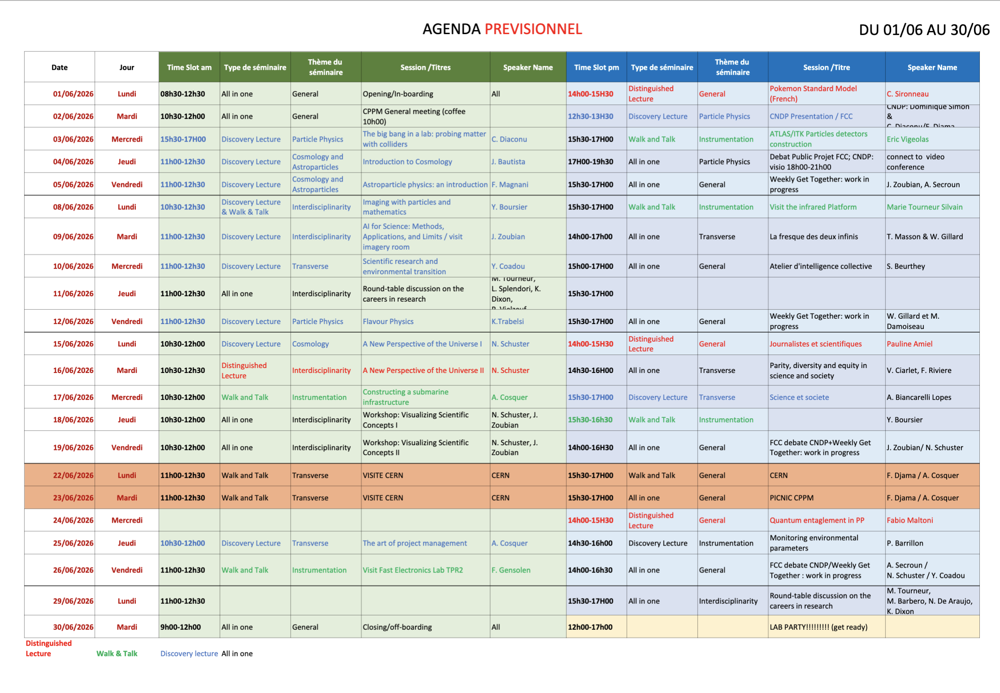 AGENDA PREVISIONNEL
DU 01/06 AU 30/06
Date Jour Time Slot am Type de séminaire Thème du séminaire Session /Titres Speaker Name Time Slot pm Type de séminaire Thème du séminaire Session /Titre Speaker Name
01/06/2026 Lundi 08h30-12h30 All in one General Opening/In-boarding All 14h00-15H30 Distinguished Lecture General Pokemon Standard Model (French) C. Sironneau
02/06/2026 Mardi 10h30-12h00 All in one General CPPM General meeting (coffee 10h00) 12h30-13H30 Discovery Lecture Particle Physics CNDP Presentation / FCC CNDP: Dominique Simon & C. Diaconu/F. Djama
03/06/2026 Mercredi 15h30-17H00 Discovery Lecture Particle Physics The big bang in a lab: probing matter with colliders C. Diaconu 15h30-17H00 Walk and Talk Instrumentation ATLAS/ITK Particles detectors construction Eric Vigeolas
04/06/2026 Jeudi 11h00-12h30 Discovery Lecture Cosmology and Astroparticles Introduction to Cosmology J. Bautista 17H00-19h30 All in one Particle Physics Debat Public Projet FCC; CNDP: visio 18h00-21h00 connect to video conference
05/06/2026 Vendredi 11h00-12h30 Discovery Lecture Cosmology and Astroparticles Astroparticle physics: an introduction F. Magnani 15h30-17H00 All in one General Weekly Get Together: work in progress J. Zoubian, A. Secroun
08/06/2026 Lundi 10h30-12h30 Discovery Lecture & Walk & Talk Interdisciplinarity Imaging with particles and mathematics Y. Boursier 15h30-17H00 Walk and Talk Instrumentation Visit the infrared Platform Marie Tourneur Silvain
09/06/2026 Mardi 11h00-12h30 Discovery Lecture Interdisciplinarity AI for Science: Methods, Applications, and Limits / visit imagery room J. Zoubian 14h00-17h00 All in one Transverse La fresque des deux infinis T. Masson & W. Gillard
10/06/2026 Mercredi 11h00-12h30 Discovery Lecture Transverse Scientific research and environmental transition Y. Coadou 15h00-17H00 All in one General Atelier d'intelligence collective S. Beurthey
11/06/2026 Jeudi 11h00-12h30 All in one Interdisciplinarity Round-table discussion on the careers in research M. Tourneur, L. Splendori, K. Dixon, 15h30-17H00
12/06/2026 Vendredi 11h00-12h30 Discovery Lecture Particle Physics Flavour Physics K.Trabelsi 15h30-17H00 All in one General Weekly Get Together: work in progress W. Gillard et M. Damoiseau
15/06/2026 Lundi 10h30-12h00 Discovery Lecture Cosmology A New Perspective of the Universe I N. Schuster 14h00-15H30 Distinguished Lecture General Journalistes et scientifiques Pauline Amiel
16/06/2026 Mardi 10h30-12h30 Distinguished Lecture Interdisciplinarity A New Perspective of the Universe II N. Schuster 14h30-16H00 All in one Transverse Parity, diversity and equity in science and society V. Ciarlet, F. Riviere
17/06/2026 Mercredi 10h30-12h00 Walk and Talk Instrumentation Constructing a submarine infrastructure A. Cosquer 15h30-17H00 Discovery Lecture Transverse Science et societe A. Biancarelli Lopes
18/06/2026 Jeudi 10h30-12h00 All in one Interdisciplinarity Workshop: Visualizing Scientific Concepts I N. Schuster, J. Zoubian 15h30-16h30 Walk and Talk Instrumentation Y. Boursier
19/06/2026 Vendredi 10h30-12h00 All in one Interdisciplinarity Workshop: Visualizing Scientific Concepts II N. Schuster, J. Zoubian 14h00-16H30 All in one General FCC debate CNDP+Weekly Get Together: work in progress J. Zoubian/ N. Schuster
22/06/2026 Lundi 11h00-12h30 Walk and Talk Transverse VISITE CERN CERN 15h30-17H00 Walk and Talk General CERN F. Djama / A. Cosquer
23/06/2026 Mardi 11h00-12h30 Walk and Talk Transverse VISITE CERN CERN 15h30-17H00 All in one General PICNIC CPPM F. Djama / A. Cosquer
24/06/2026 Mercredi 14h00-15H30 Distinguished Lecture General Quantum entaglement in PP Fabio Maltoni
25/06/2026 Jeudi 10h30-12h00 Discovery Lecture Transverse The art of project management A. Cosquer 14h30-16h00 Discovery Lecture Instrumentation Monitoring environmental parameters P. Barrillon
26/06/2026 Vendredi 11h00-12h30 Walk and Talk Instrumentation Visit Fast Electronics Lab TPR2 F. Gensolen 14h00-16h30 All in one General FCC debate CNDP/Weekly Get Together : work in progress A. Secroun / N. Schuster / Y. Coadou
29/06/2026 Lundi 11h00-12h30 15h30-17H00 All in one Interdisciplinarity Round-table discussion on the careers in research M. Tourneur, M. Barbero, N. De Araujo, K. Dixon
30/06/2026 Mardi 9h00-12h00 All in one General Closing/off-boarding All 12h00-17h00 LAB PARTY!!!!!!!!! (get ready)
Distinguished Lecture Walk & Talk Discovery lecture All in one